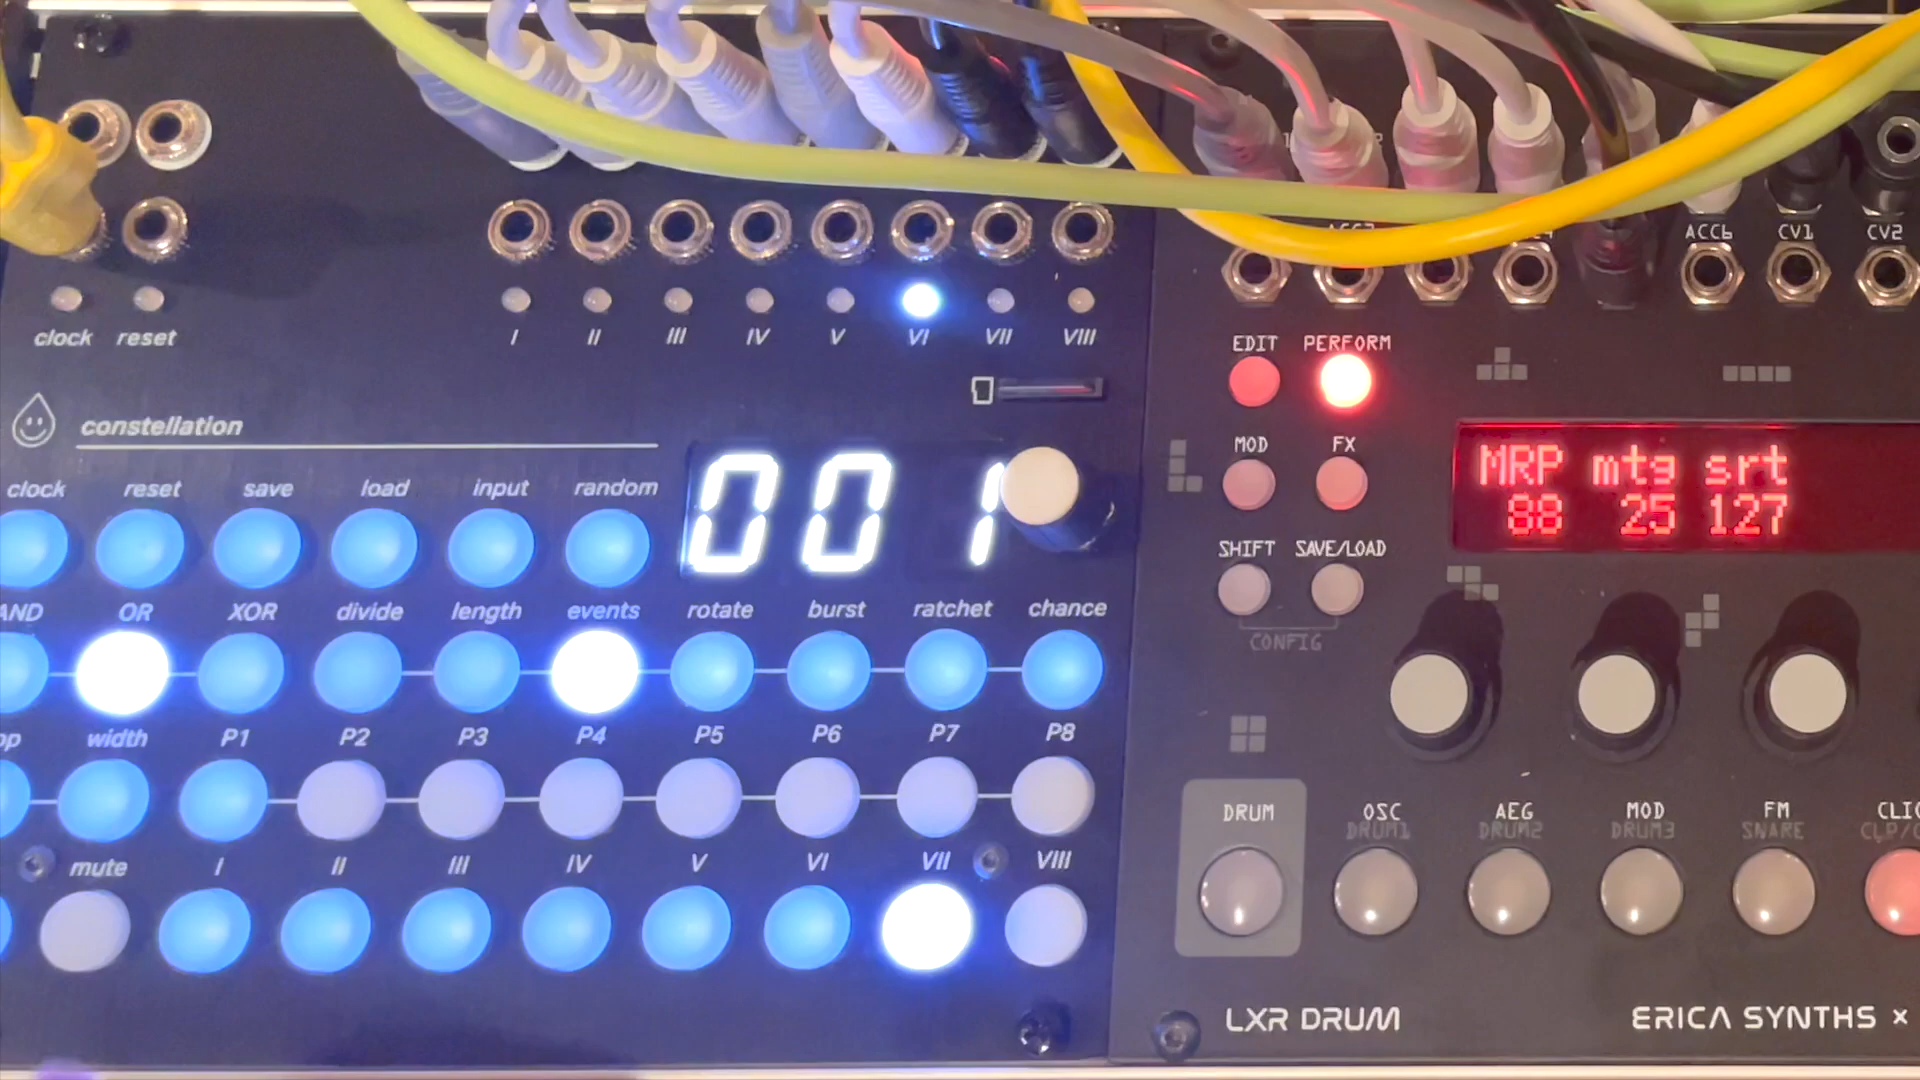 ACC6 CV1 CV2
clock reset I II III IV V VI VII VIII
constellation
clock reset save load input random
001
AND OR XOR divide length events rotate burst ratchet chance
width P1 P2 P3 P4 P5 P6 P7 P8
mute I II III IV V VI VII VIII
EDIT PERFORM
MOD FX
SHIFT SAVE/LOAD
CONFIG
MRP mtg srt
88 25 127
DRUM OSC AEG MOD FM
DRUM1 DRUM2 DRUM3 SNARE
LXR DRUM
ERICA SYNTHS ×